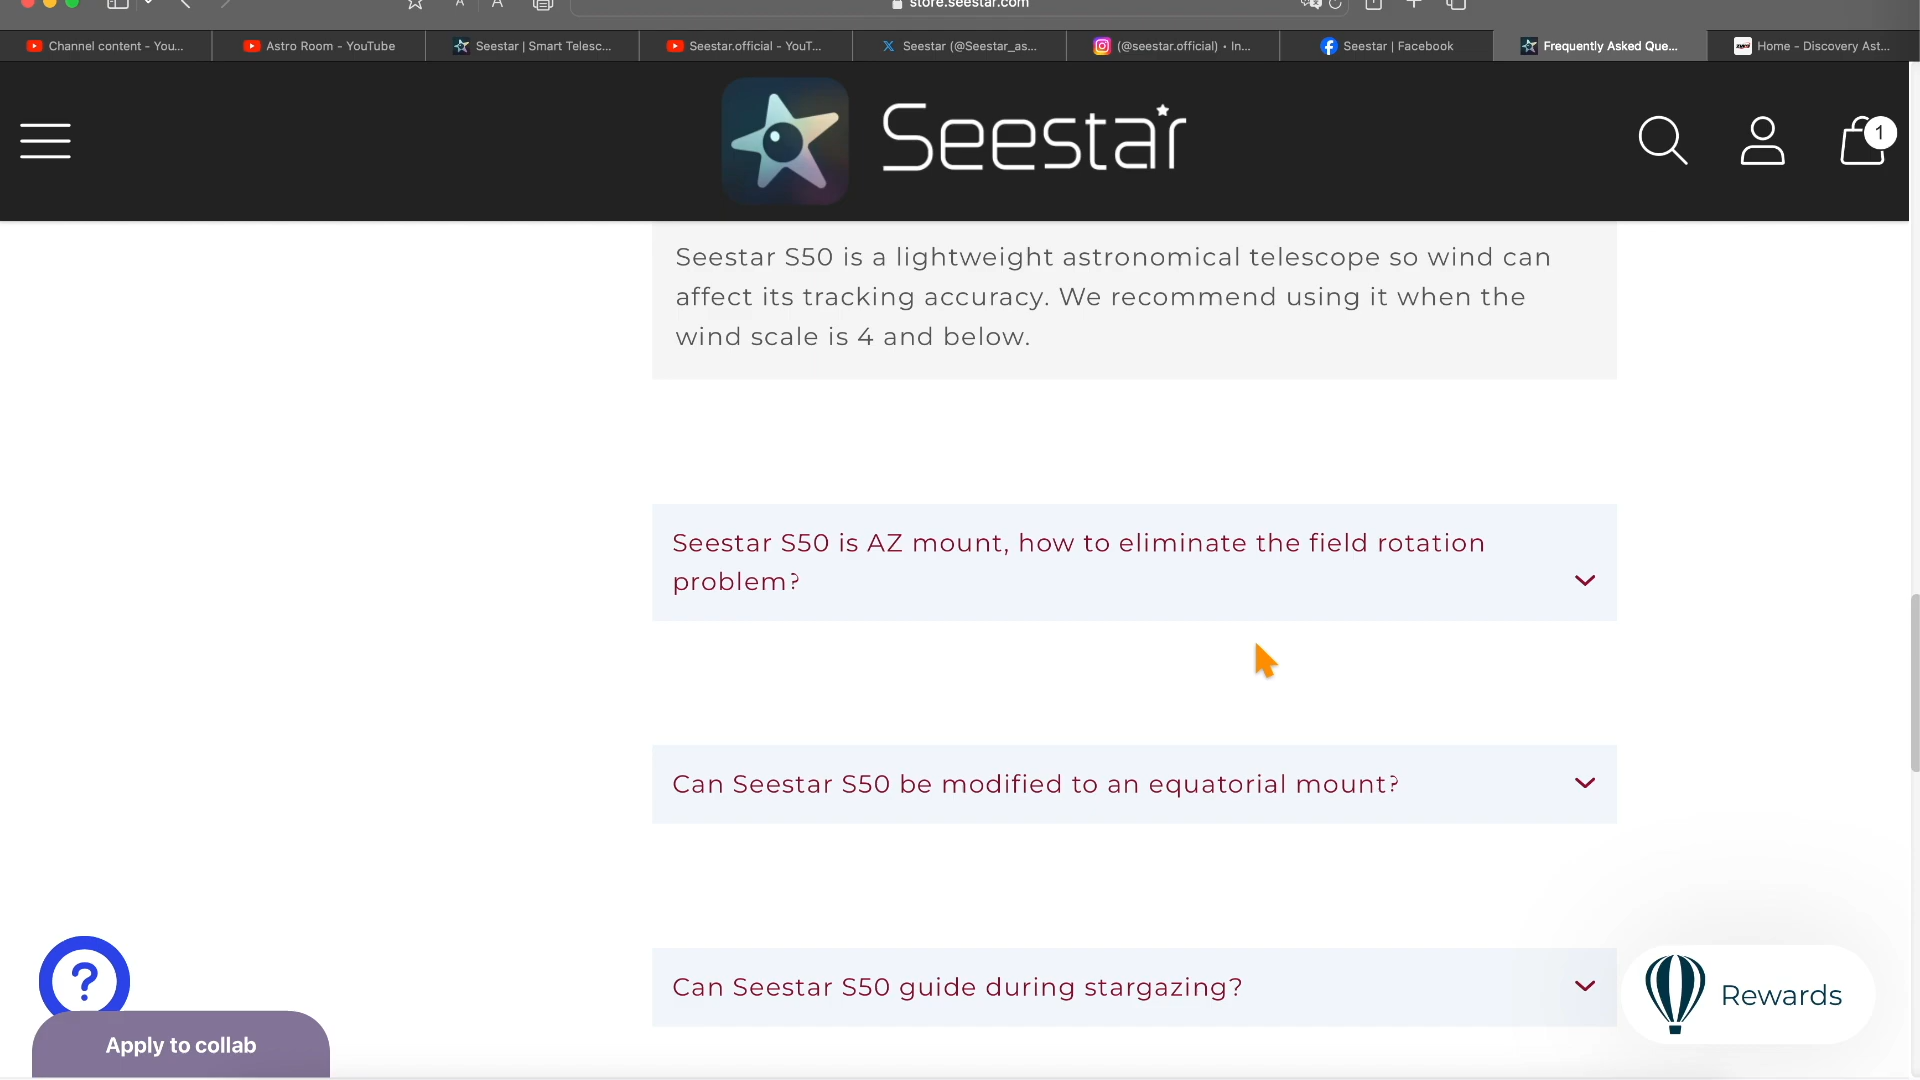 store.seestar.com
Channel content - You...
Astro Room - YouTube
Seestar | Smart Telesc...
Seestar.official - YouT...
Seestar (@Seestar_as...
(@seestar.official) • In...
Seestar | Facebook
Frequently Asked Que...
Home - Discovery Ast...
Seestar
1
Seestar S50 is a lightweight astronomical telescope so wind can
affect its tracking accuracy. We recommend using it when the
wind scale is 4 and below.
Seestar S50 is AZ mount, how to eliminate the field rotation
problem?
Can Seestar S50 be modified to an equatorial mount?
Can Seestar S50 guide during stargazing?
?
Apply to collab
Rewards